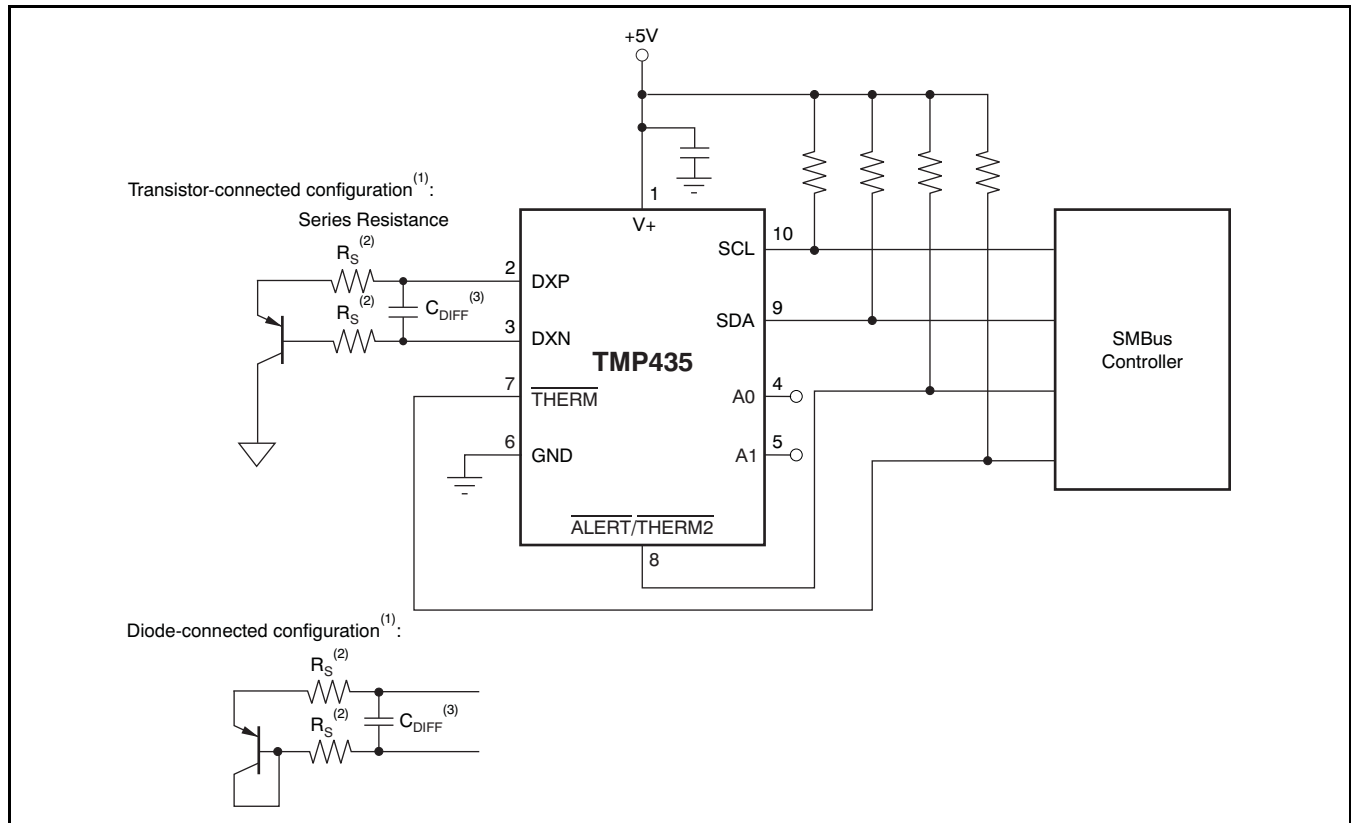 +5V
Transistor-connected configuration(1):
Series Resistance
RS(2)
RS(2)
CDIFF(3)
1
V+
2
DXP
3
DXN
7
THERM
6
GND
TMP435
ALERT/THERM2
8
SCL
10
SDA
9
A0
4
A1
5
SMBus
Controller
Diode-connected configuration(1):
RS(2)
RS(2)
CDIFF(3)